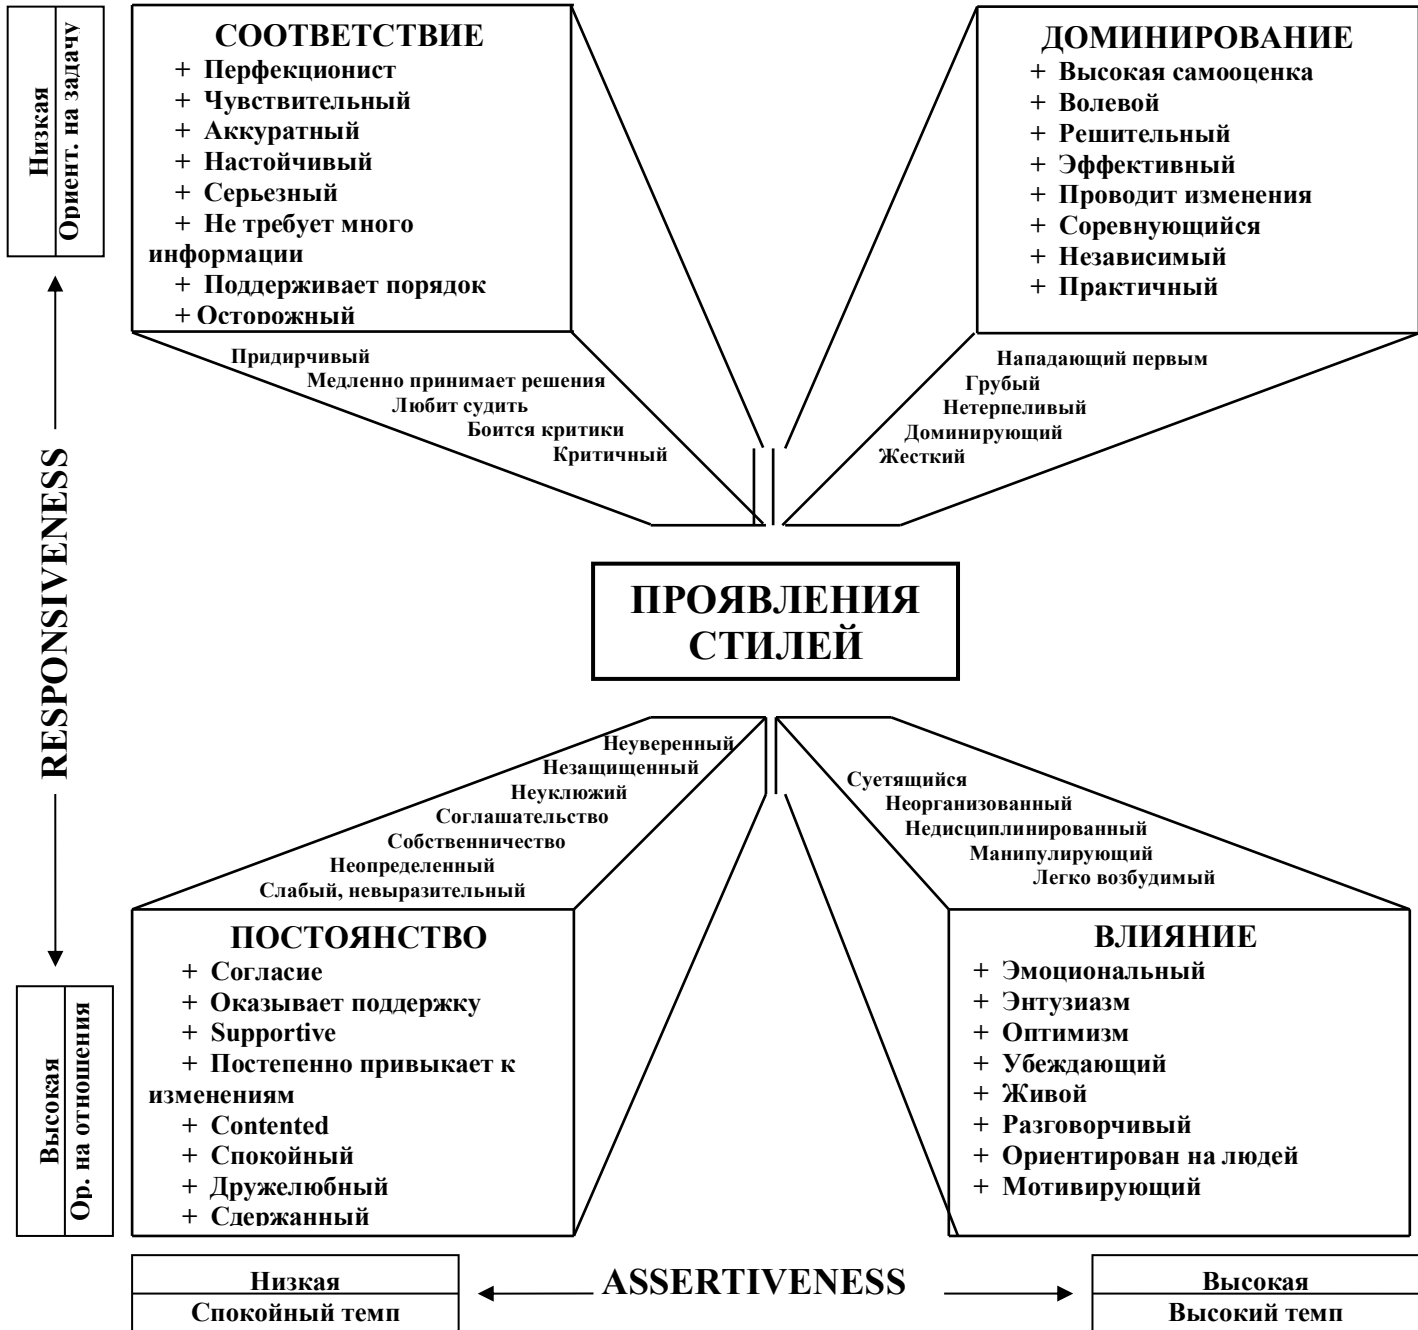 Низкая
Ориент. на задачу
СООТВЕТСТВИЕ
+ Перфекционист
+ Чувствительный
+ Аккуратный
+ Настойчивый
+ Серьезный
+ Не требует много
информации
+ Поддерживает порядок
+ Осторожный
ДОМИНИРОВАНИЕ
+ Высокая самооценка
+ Волевой
+ Решительный
+ Эффективный
+ Проводит изменения
+ Соревнующийся
+ Независимый
+ Практичный
Придирчивый
Медленно принимает решения
Любит судить
Боится критики
Критичный
Нападающий первым
Грубый
Нетерпеливый
Доминирующий
Жесткий
RESPONSIVENESS
ПРОЯВЛЕНИЯ
СТИЛЕЙ
Неуверенный
Незащищенный
Неуклюжий
Соглашательство
Собственничество
Неопределенный
Слабый, невыразительный
Суетящийся
Неорганизованный
Недисциплинированный
Манипулирующий
Легко возбудимый
Высокая
Ор. на отношения
ПОСТОЯНСТВО
+ Согласие
+ Оказывает поддержку
+ Supportive
+ Постепенно привыкает к
изменениям
+ Contented
+ Спокойный
+ Дружелюбный
+ Сдержанный
ВЛИЯНИЕ
+ Эмоциональный
+ Энтузиазм
+ Оптимизм
+ Убеждающий
+ Живой
+ Разговорчивый
+ Ориентирован на людей
+ Мотивирующий
Низкая
Спокойный темп
ASSERTIVENESS
Высокая
Высокий темп